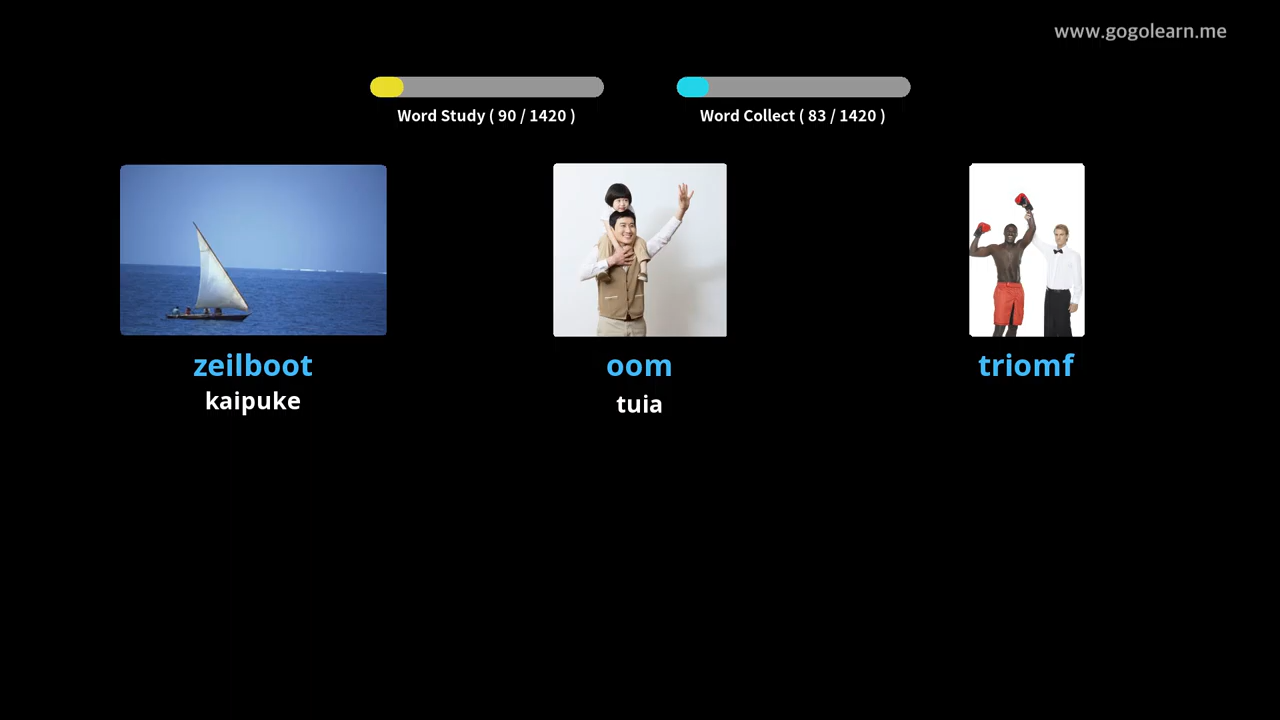 www.gogolearn.me
Word Study ( 90 / 1420 )
Word Collect ( 83 / 1420 )
zeilboot
kaipuke
oom
tuia
triomf